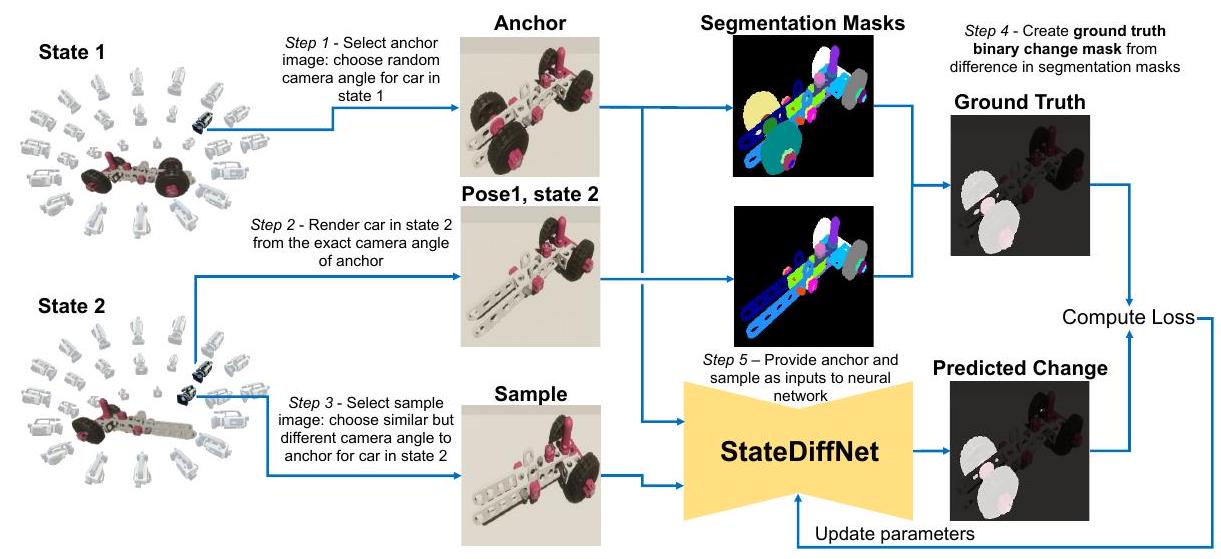 State 1
Step 1 - Select anchor
image: choose random
camera angle for car in
state 1
Anchor
Segmentation Masks
Step 4 - Create ground truth
binary change mask from
difference in segmentation masks
Ground Truth
Step 2 - Render car in state 2
from the exact camera angle
of anchor
Pose1, state 2
State 2
Step 3 - Select sample
image: choose similar but
different camera angle to
anchor for car in state 2
Sample
Step 5 – Provide anchor and
sample as inputs to neural
network
StateDiffNet
Compute Loss
Predicted Change
Update parameters